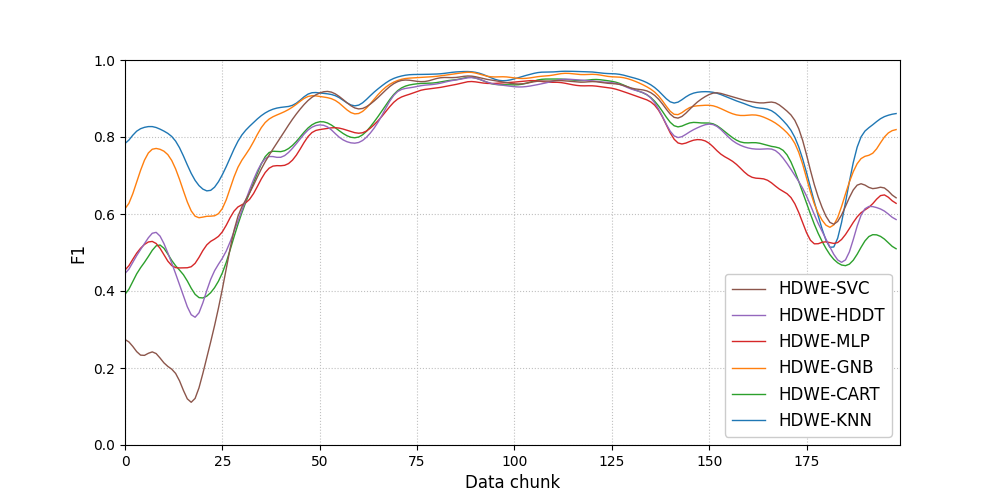 1.0
0.8
0.6
0.4
0.2
0.0
F1
0 25 50 75 100 125 150 175
Data chunk
HDWE-SVC
HDWE-HDDT
HDWE-MLP
HDWE-GNB
HDWE-CART
HDWE-KNN